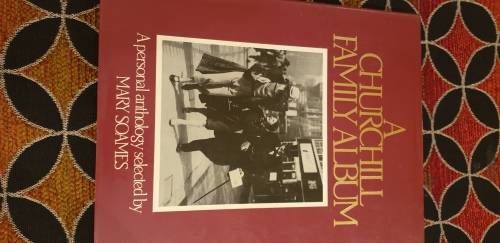 A
CHURCHILL
FAMILY ALBUM
A personal anthology selected by
MARY SOAMES